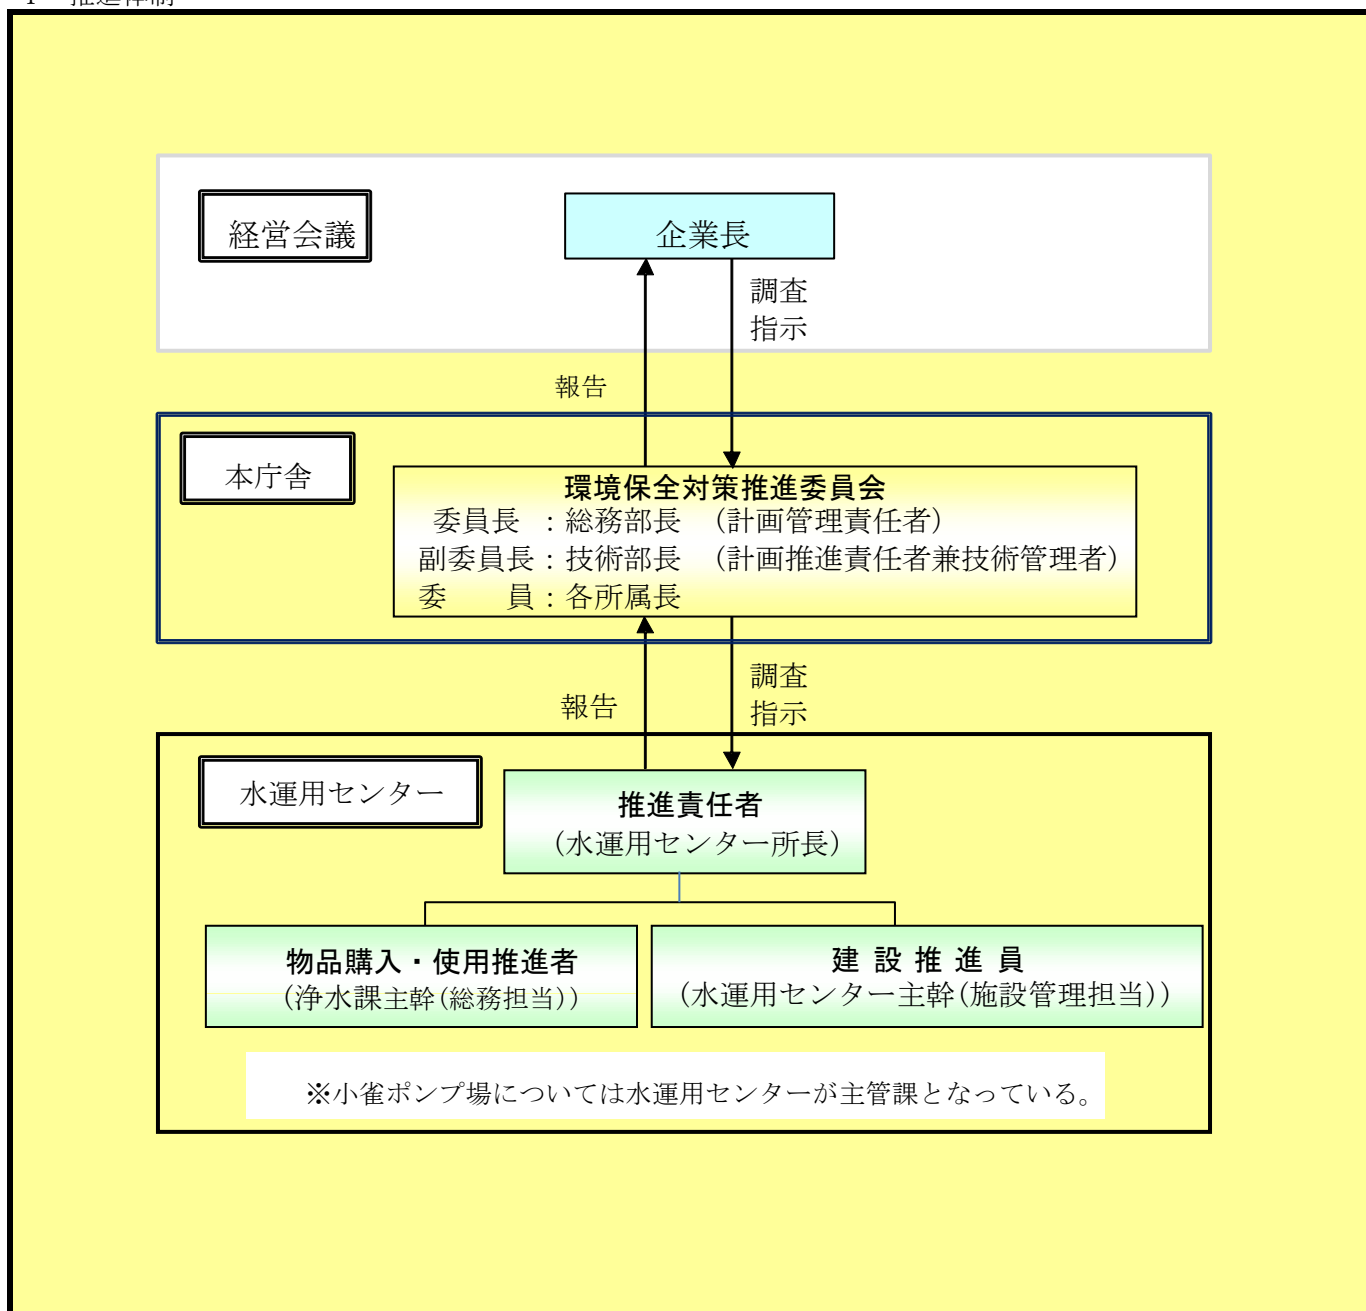 経営会議
企業長
調査
指示
報告
本庁舎
環境保全対策推進委員会
委員長 ：総務部長 （計画管理責任者）
副委員長：技術部長 （計画推進責任者兼技術管理者）
委　　員：各所属長
調査
指示
報告
水運用センター
推進責任者
（水運用センター所長）
物品購入・使用推進者
（浄水課主幹(総務担当)）
建 設 推 進 員
（水運用センター主幹(施設管理担当)）
※小雀ポンプ場については水運用センターが主管課となっている。